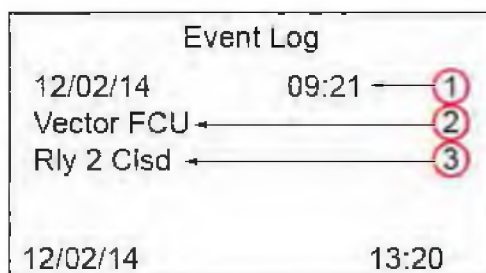 Event Log
12/02/14 09:21 1
Vector FCU 2
Rly 2 Clsd 3
12/02/14 13:20